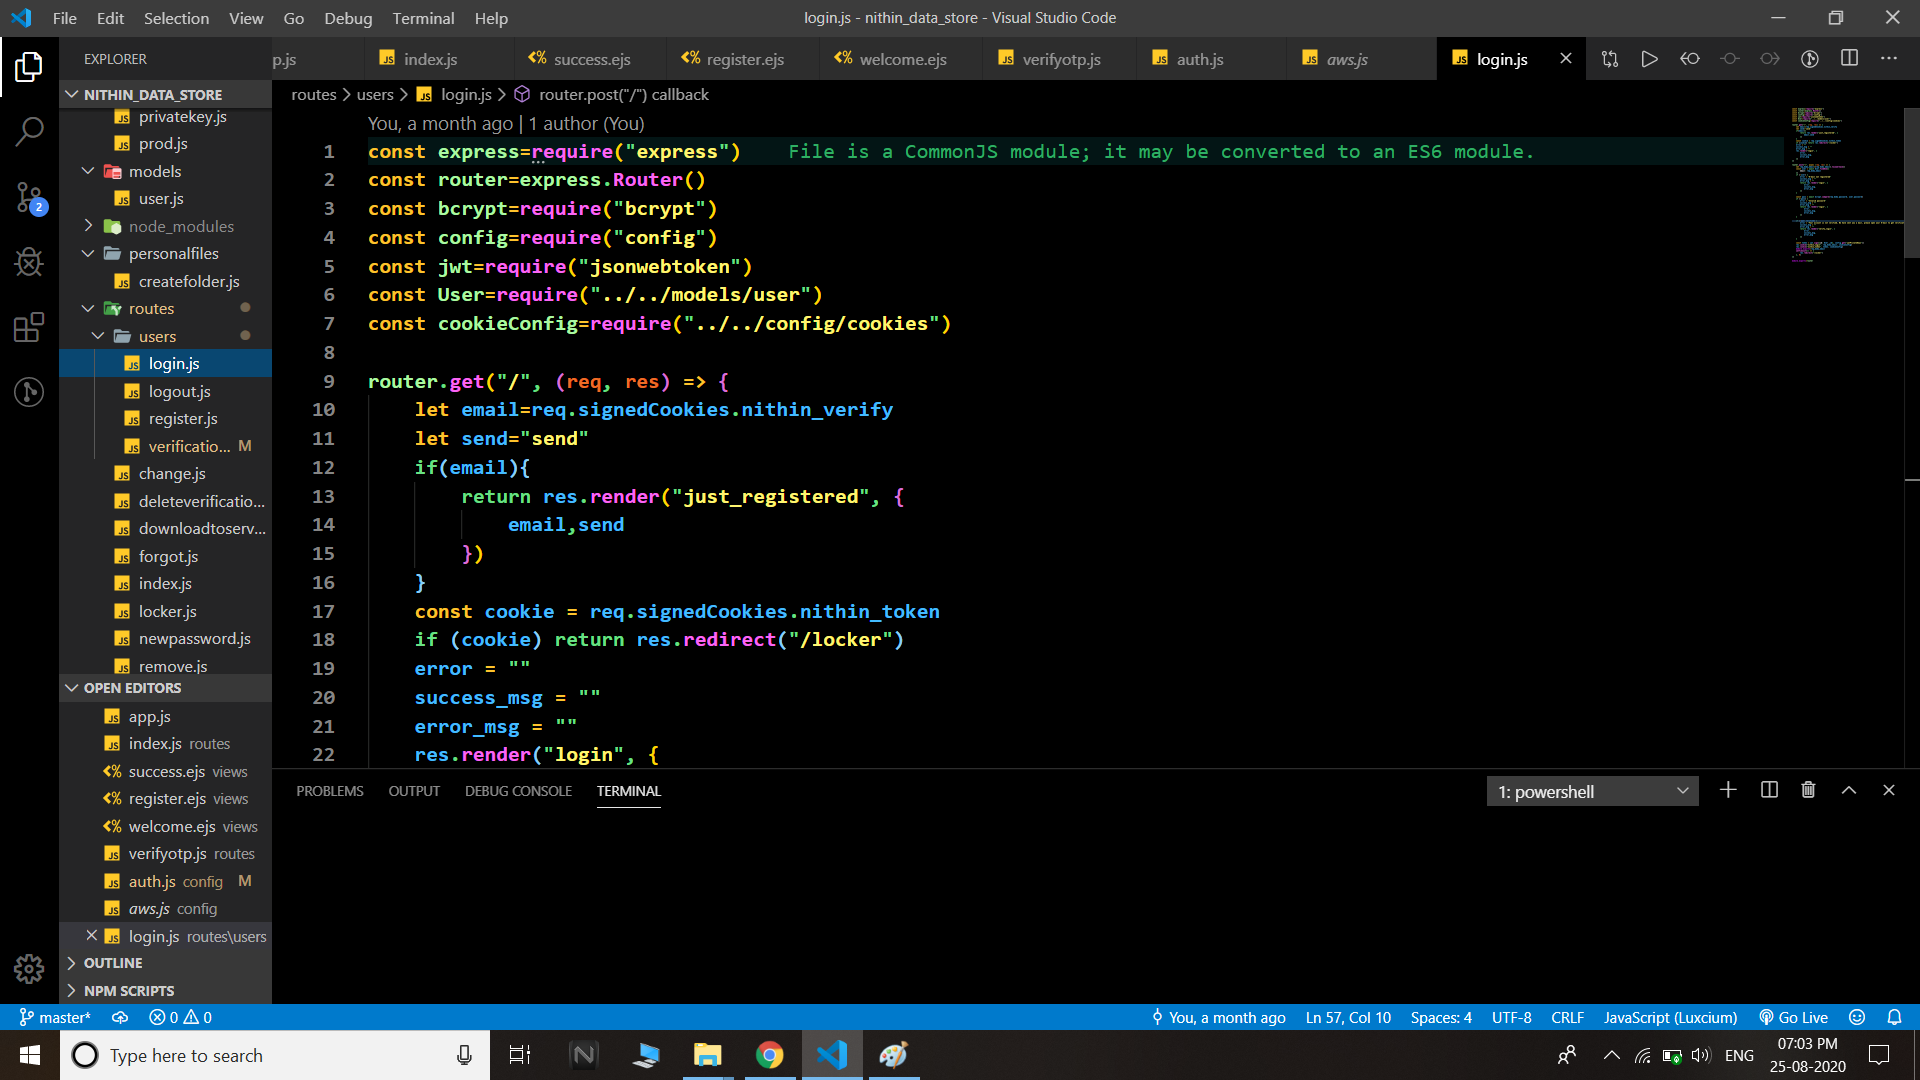 File Edit Selection View Go Debug Terminal Help
login.js - nithin_data_store - Visual Studio Code
EXPLORER
NITHIN_DATA_STORE
privatekey.js
prod.js
models
user.js
node_modules
personalfiles
createfolder.js
routes
users
login.js
logout.js
register.js
verificatio... M
change.js
deleteverificatio...
downloadtoserv...
forgot.js
index.js
locker.js
newpassword.js
remove.js
OPEN EDITORS
app.js
index.js routes
success.ejs views
register.ejs views
welcome.ejs views
verifyotp.js routes
auth.js config M
aws.js config
login.js routes\users
OUTLINE
NPM SCRIPTS
p.js index.js success.ejs register.ejs welcome.ejs verifyotp.js auth.js aws.js login.js
routes > users > login.js > router.post("/") callback
You, a month ago | 1 author (You)
1 const express=require("express") File is a CommonJS module; it may be converted to an ES6 module.
2 const router=express.Router()
3 const bcrypt=require("bcrypt")
4 const config=require("config")
5 const jwt=require("jsonwebtoken")
6 const User=require("../../models/user")
7 const cookieConfig=require("../../config/cookies")
8
9 router.get("/", (req, res) => {
10 let email=req.signedCookies.nithin_verify
11 let send="send"
12 if(email){
13 return res.render("just_registered", {
14 email,send
15 })
16 }
17 const cookie = req.signedCookies.nithin_token
18 if (cookie) return res.redirect("/locker")
19 error = ""
20 success_msg = ""
21 error_msg = ""
22 res.render("login", {
PROBLEMS OUTPUT DEBUG CONSOLE TERMINAL
1: powershell
2
master* 0 0
You, a month ago Ln 57, Col 10 Spaces: 4 UTF-8 CRLF JavaScript (Luxcium) Go Live
Type here to search
N
ENG
07:03 PM
25-08-2020